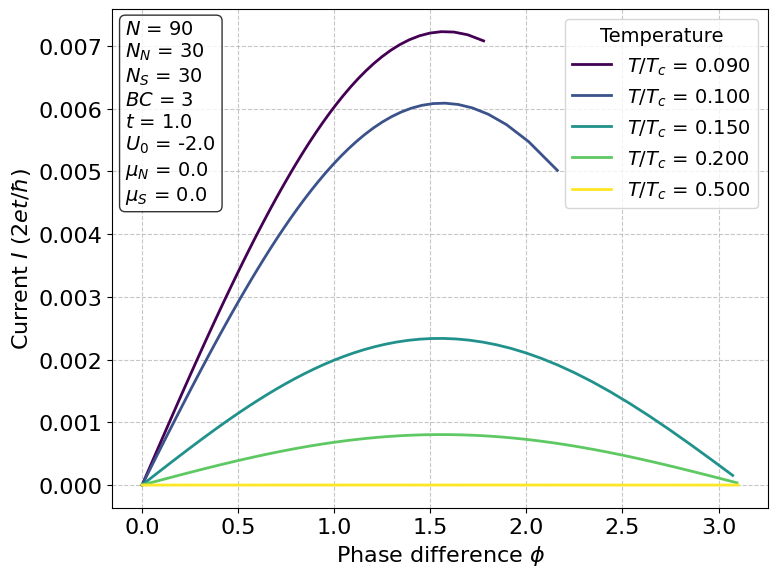 N = 90
N_N = 30
N_S = 30
BC = 3
t = 1.0
U_0 = -2.0
μ_N = 0.0
μ_S = 0.0
Temperature
T/T_c = 0.090
T/T_c = 0.100
T/T_c = 0.150
T/T_c = 0.200
T/T_c = 0.500
Current I (2et/ħ)
0.007
0.006
0.005
0.004
0.003
0.002
0.001
0.000
0.0 0.5 1.0 1.5 2.0 2.5 3.0
Phase difference ϕ